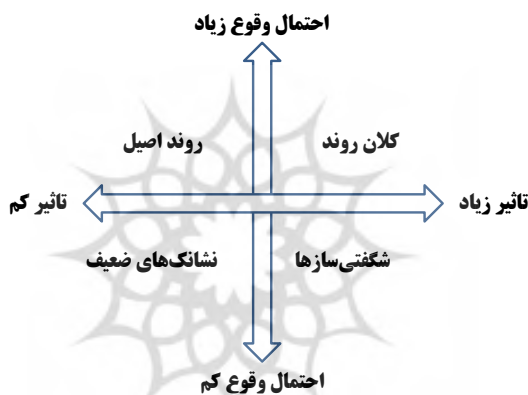 احتمال وقوع زیاد
کلان روند
روند اصیل
تاثیر زیاد
تاثیر کم
شگفتی‌سازها
نشانک‌های ضعیف
احتمال وقوع کم